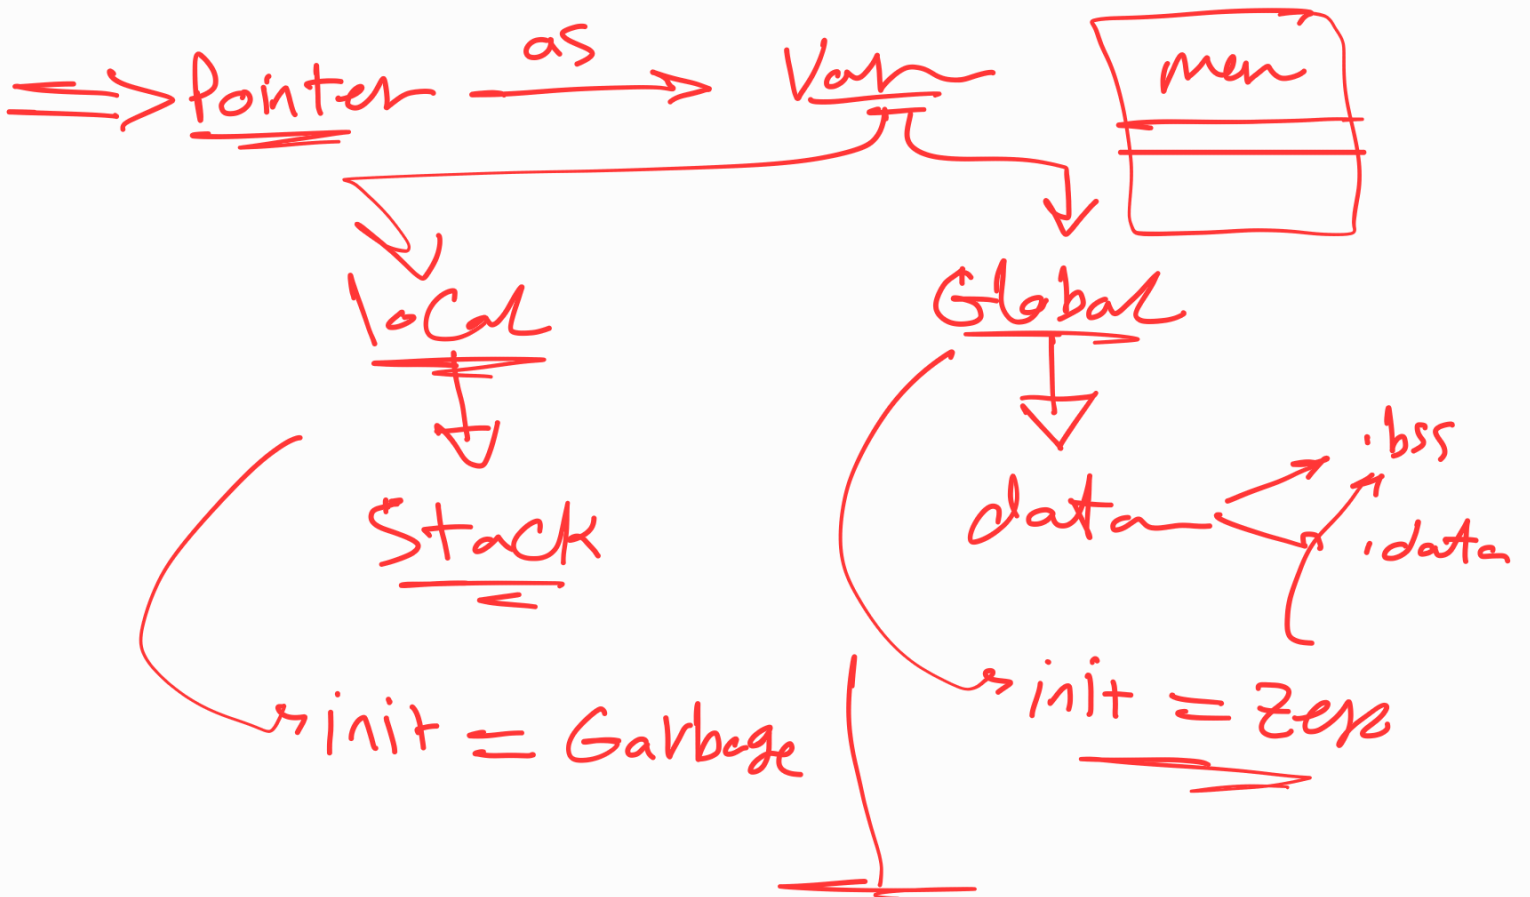 Pointer as Var
mem
local
Global
Stack
data
.bss
.data
init = Garbage
init = Zero